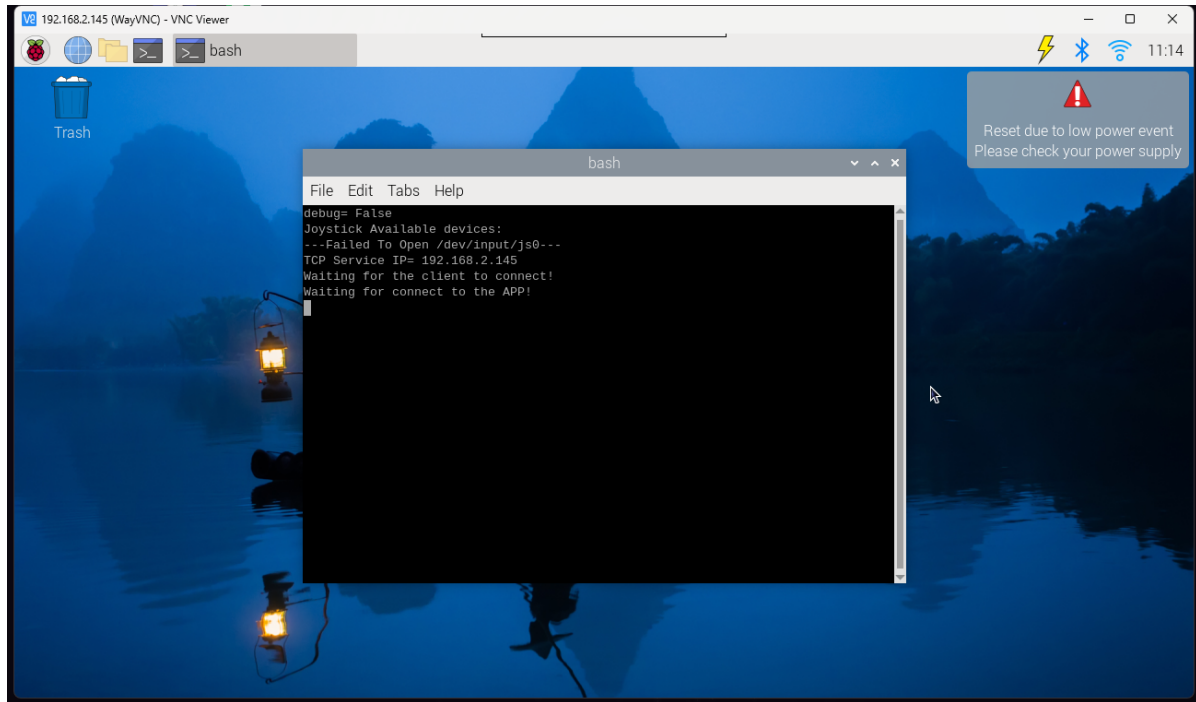 192.168.2.145 (WayVNC) - VNC Viewer
bash
11:14
Trash
Reset due to low power event
Please check your power supply
bash
File Edit Tabs Help
debug= False
Joystick Available devices:
---Failed To Open /dev/input/js0---
TCP Service IP= 192.168.2.145
Waiting for the client to connect!
Waiting for connect to the APP!